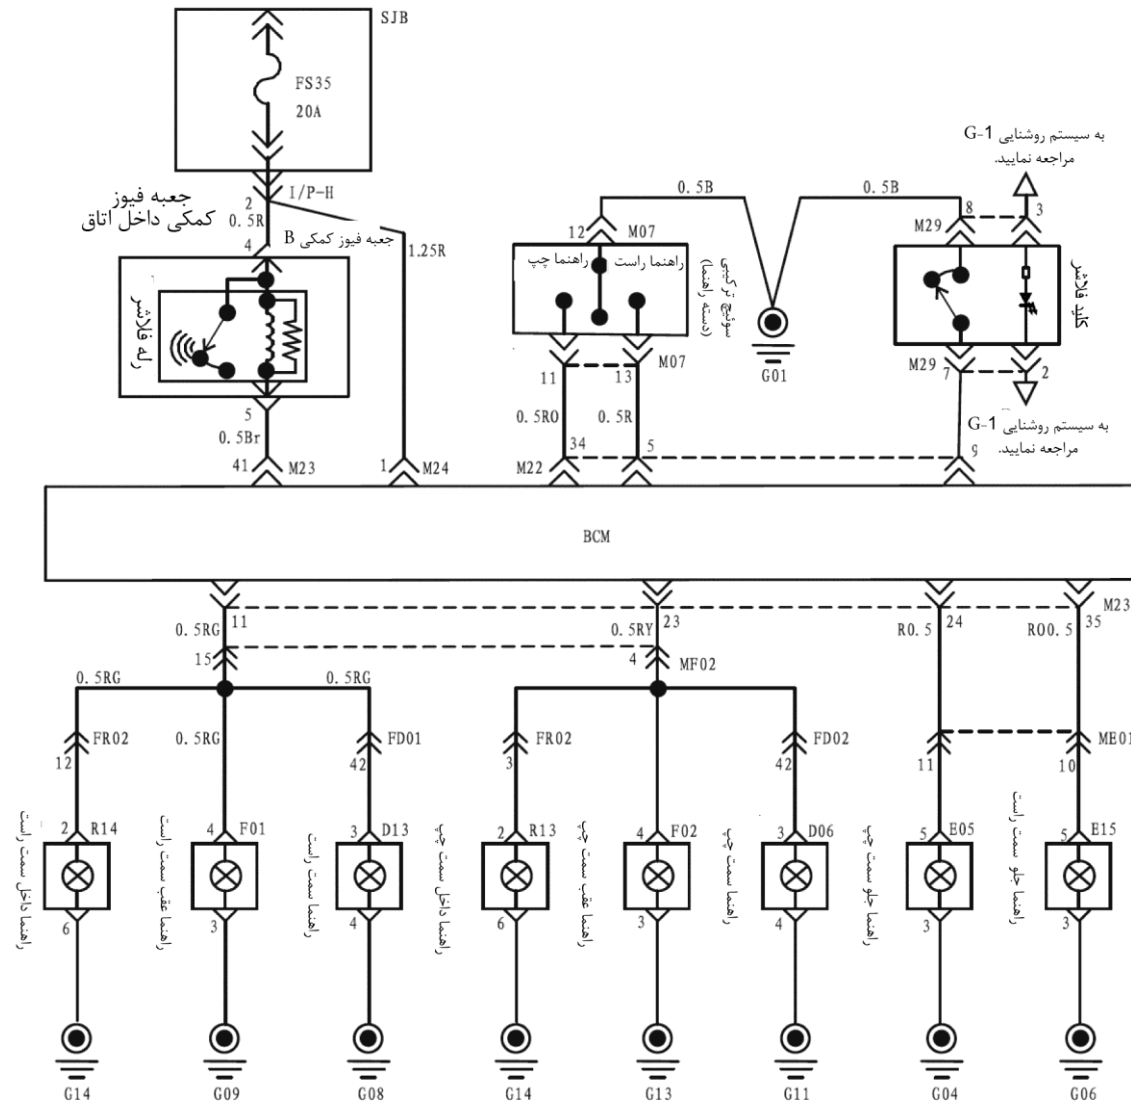 SJB
FS35
20A
I/P-H
2
جعبه فیوز
کمکی داخل اتاق
0.5R
4
جعبه فیوز کمکی B
1.25R
رله فلاشر
5
0.5Br
41
M23
1
M24
0.5B
0.5B
12
M07
راهنما چپ
راهنما راست
سوئیچ ترکیبی
(دسته راهنما)
11
13
M07
0.5RO
0.5R
34
5
M22
G01
به سیستم روشنایی G-1
مراجعه نمایید.
8
3
M29
کلید فلاشر
M29
7
2
به سیستم روشنایی G-1
مراجعه نمایید.
9
BCM
11
23
24
35
M23
0.5RG
0.5RY
R0.5
RO0.5
15
4
MF02
0.5RG
0.5RG
FR02
0.5RG
FD01
FR02
FD02
ME01
12
42
3
42
11
10
راهنما داخل سمت راست
2
R14
6
راهنما عقب سمت راست
4
F01
3
راهنما سمت راست
3
D13
4
راهنما داخل سمت چپ
2
R13
6
راهنما عقب سمت چپ
4
F02
3
راهنما سمت چپ
3
D06
4
راهنما جلو سمت چپ
5
E05
3
راهنما جلو سمت راست
5
E15
3
G14
G09
G08
G14
G13
G11
G04
G06